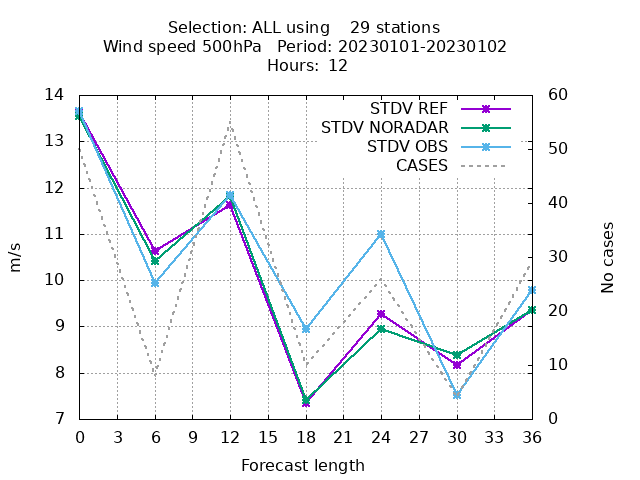 Selection: ALL using    29 stations
Wind speed 500hPa   Period: 20230101-20230102
Hours:  12
14 60
STDV REF
STDV NORADAR
STDV OBS
CASES
13 50
12
11 40
10 30
9 20
8 10
7 0
m/s
No cases
0 3 6 9 12 15 18 21 24 27 30 33 36
Forecast length